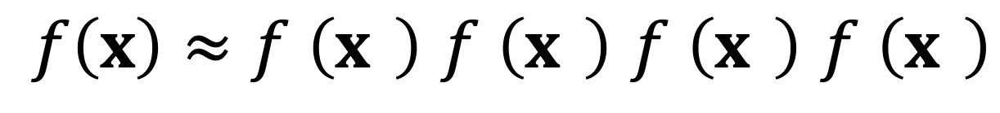 f(x) ≈ f (x ) f (x ) f (x ) f (x )